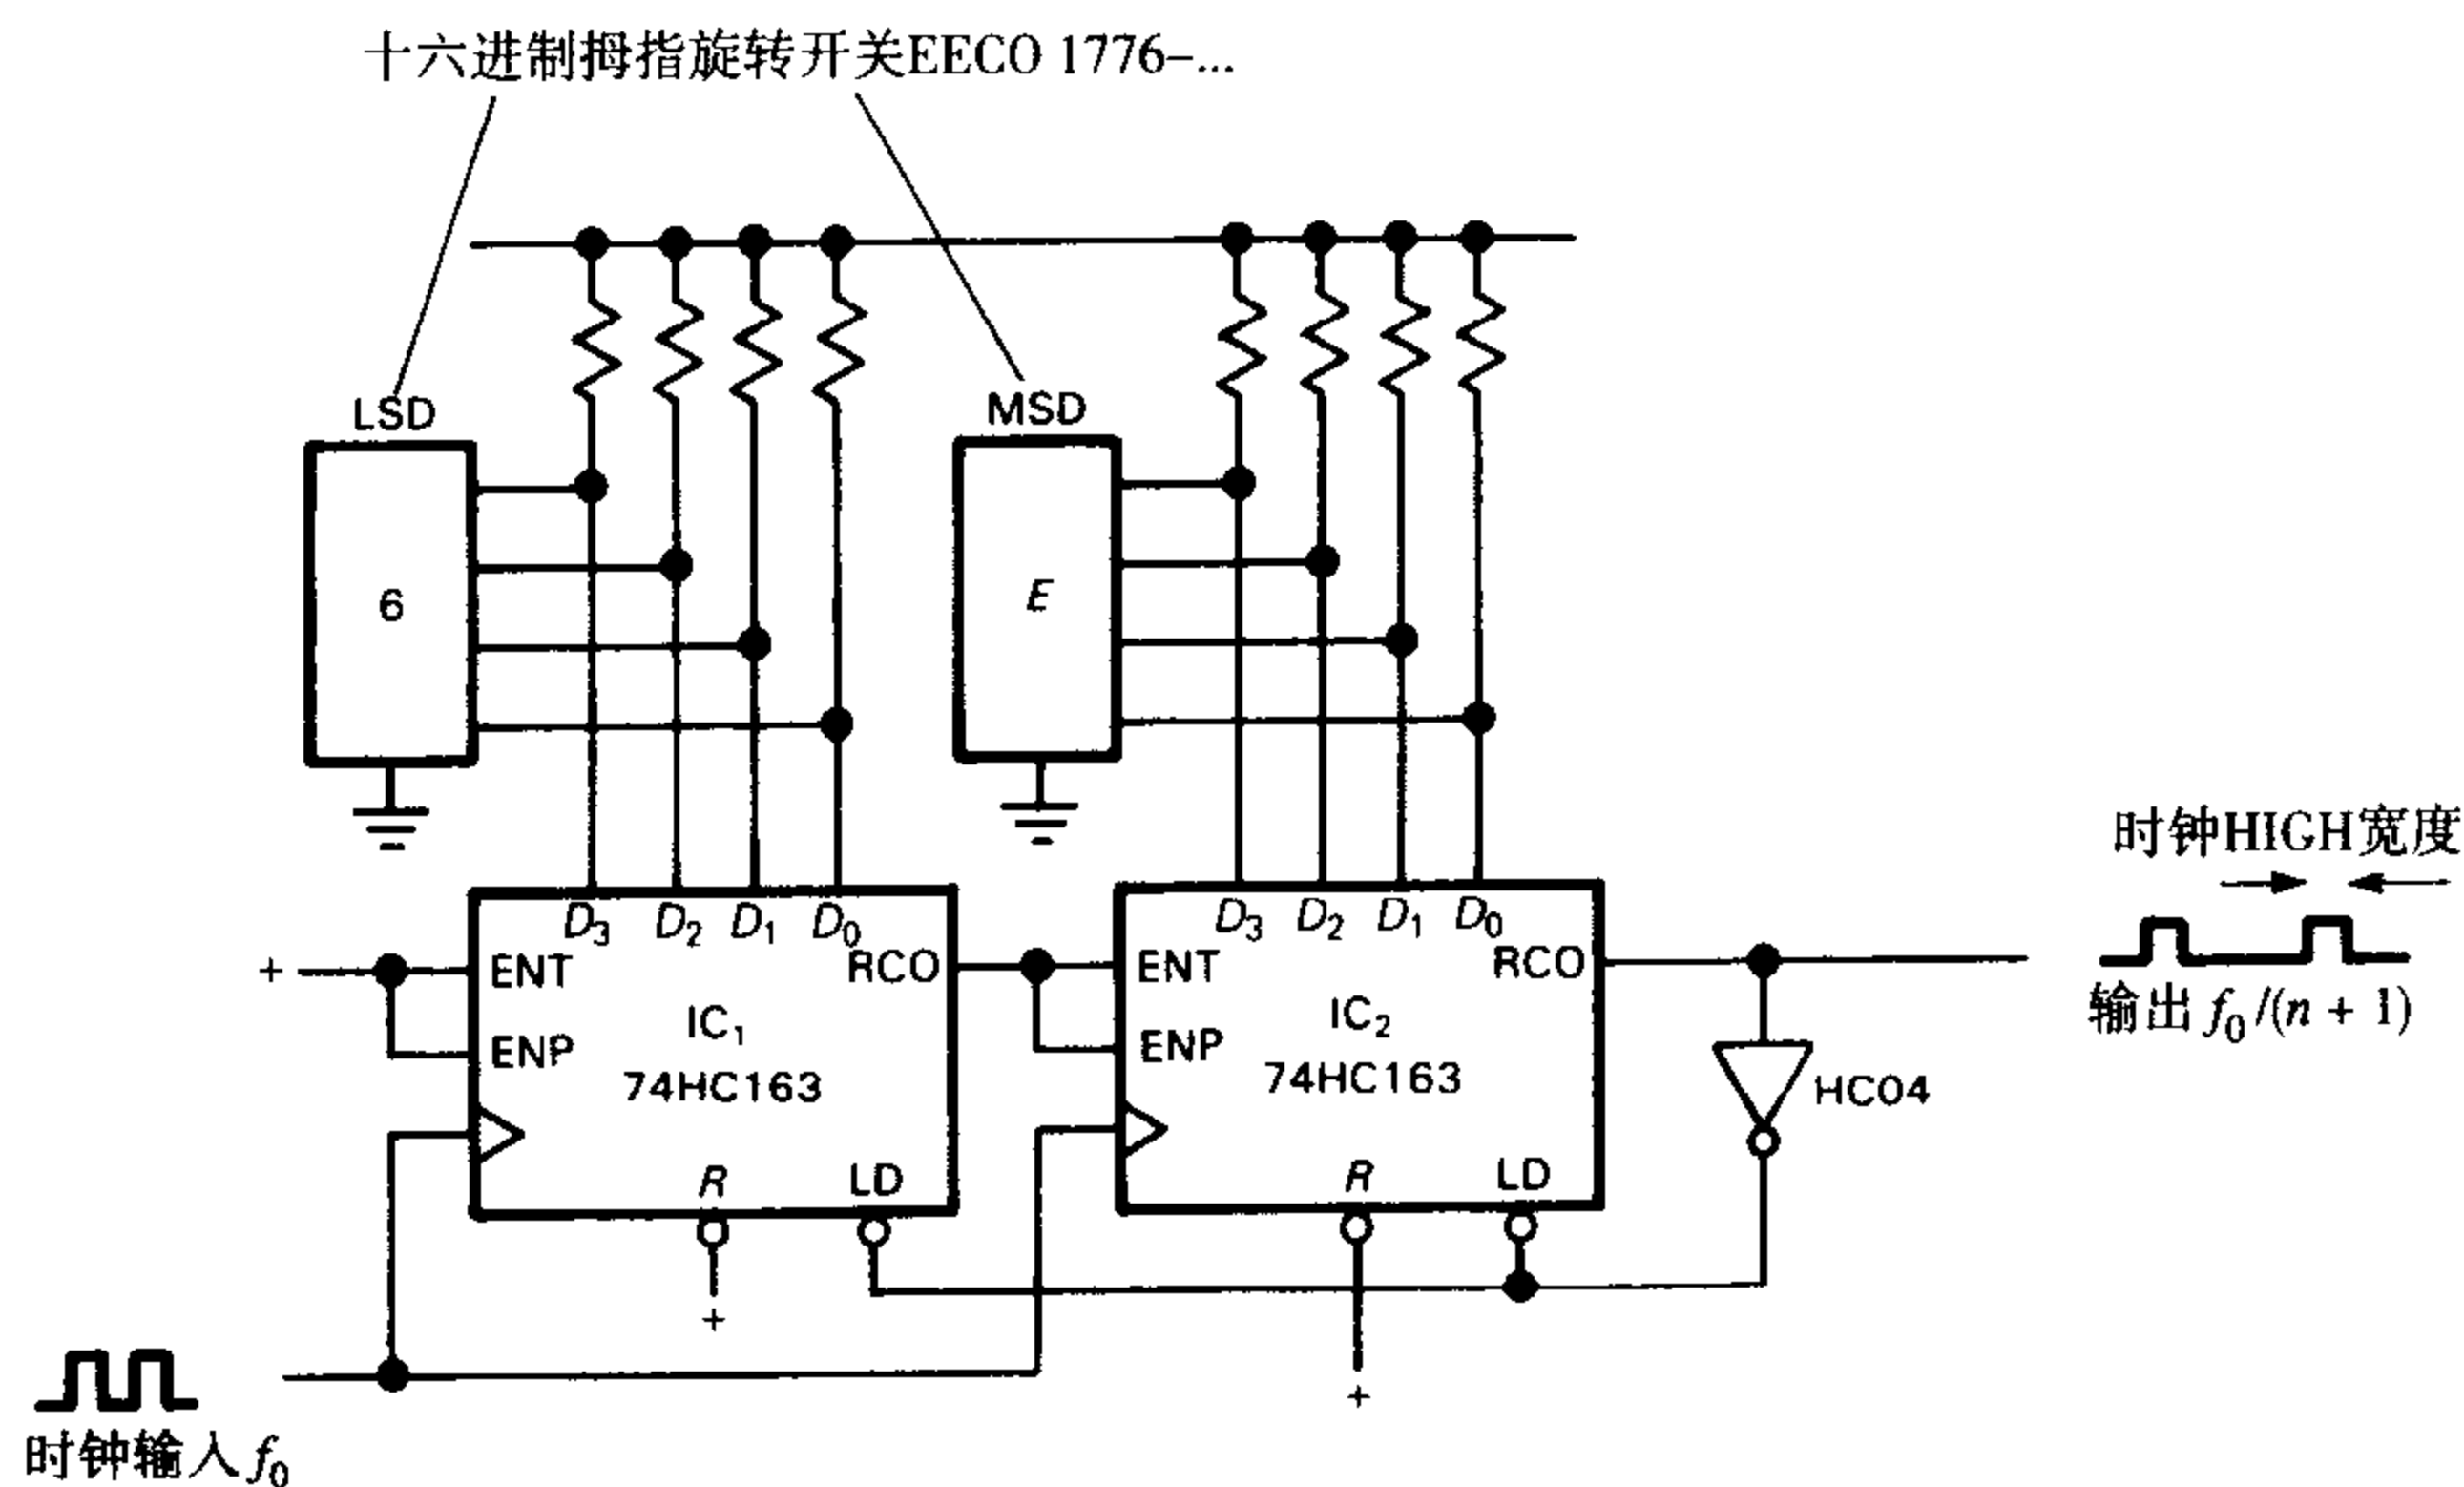 十六进制拇指旋转开关EECO 1776-...
LSD
MSD
6
E
时钟HIGH宽度
D3 D2 D1 D0
D3 D2 D1 D0
+
ENT
RCO
ENT
RCO
IC1
IC2
输出 f0/(n + 1)
ENP
ENP
74HC163
74HC163
HC04
R
LD
R
LD
+
+
时钟输入 f0